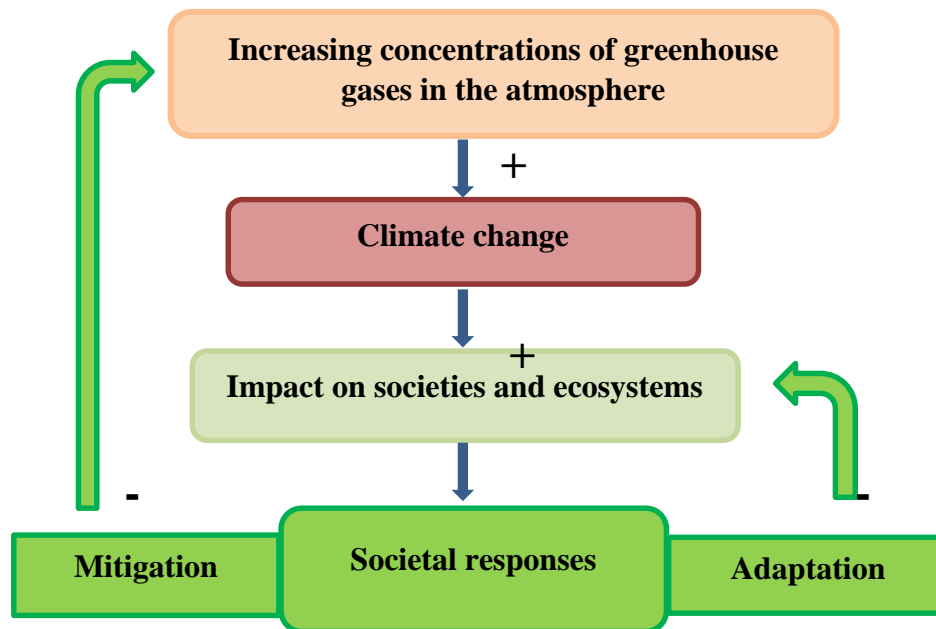 Increasing concentrations of greenhouse
gases in the atmosphere
+
Climate change
+
Impact on societies and ecosystems
-
-
Mitigation
Societal responses
Adaptation